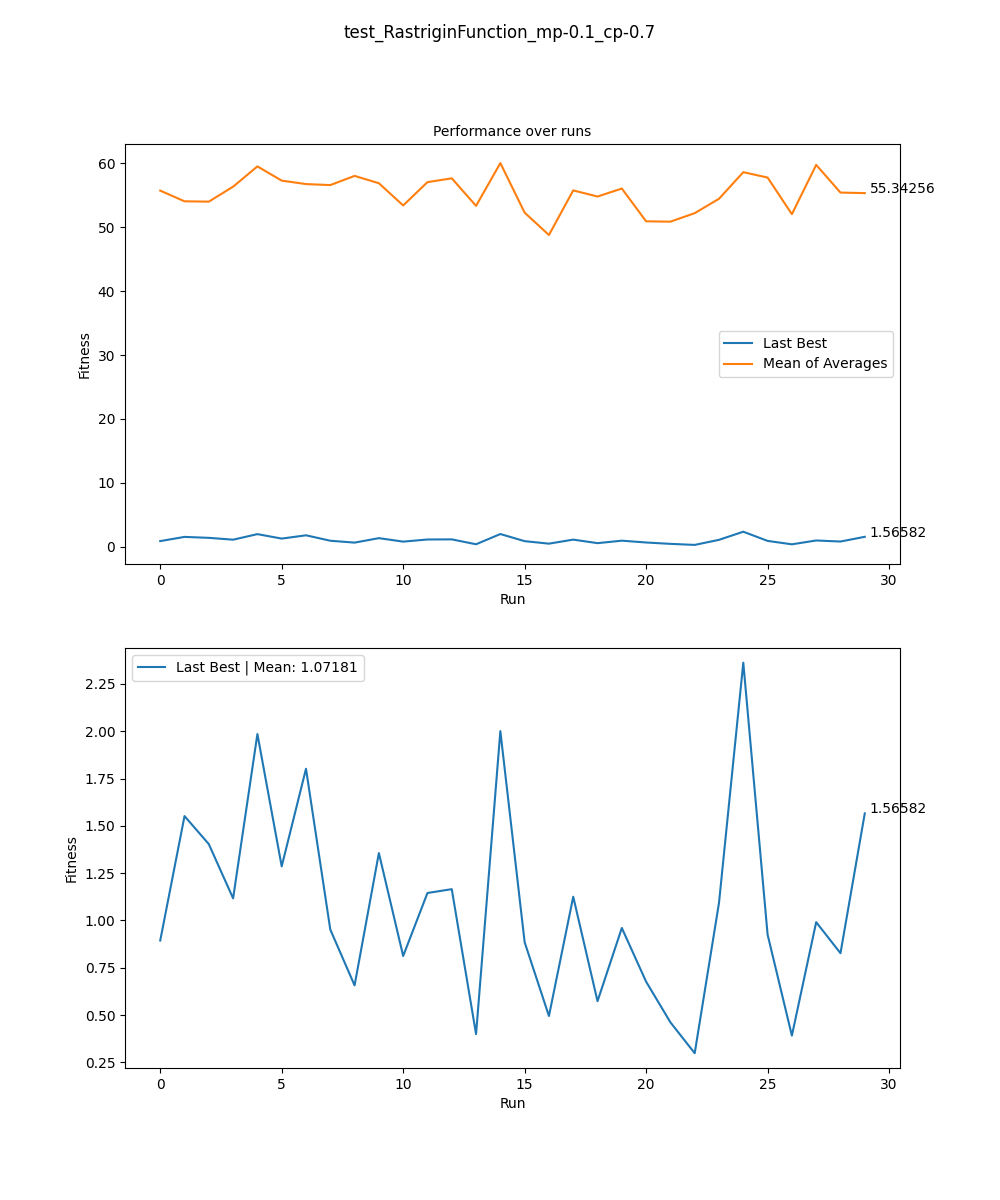 test_RastriginFunction_mp-0.1_cp-0.7
Performance over runs
60
50
40
30
20
10
0
Fitness
55.34256
1.56582
Last Best
Mean of Averages
0 5 10 15 20 25 30
Run
2.25
2.00
1.75
1.50
1.25
1.00
0.75
0.50
0.25
Fitness
Last Best | Mean: 1.07181
1.56582
0 5 10 15 20 25 30
Run